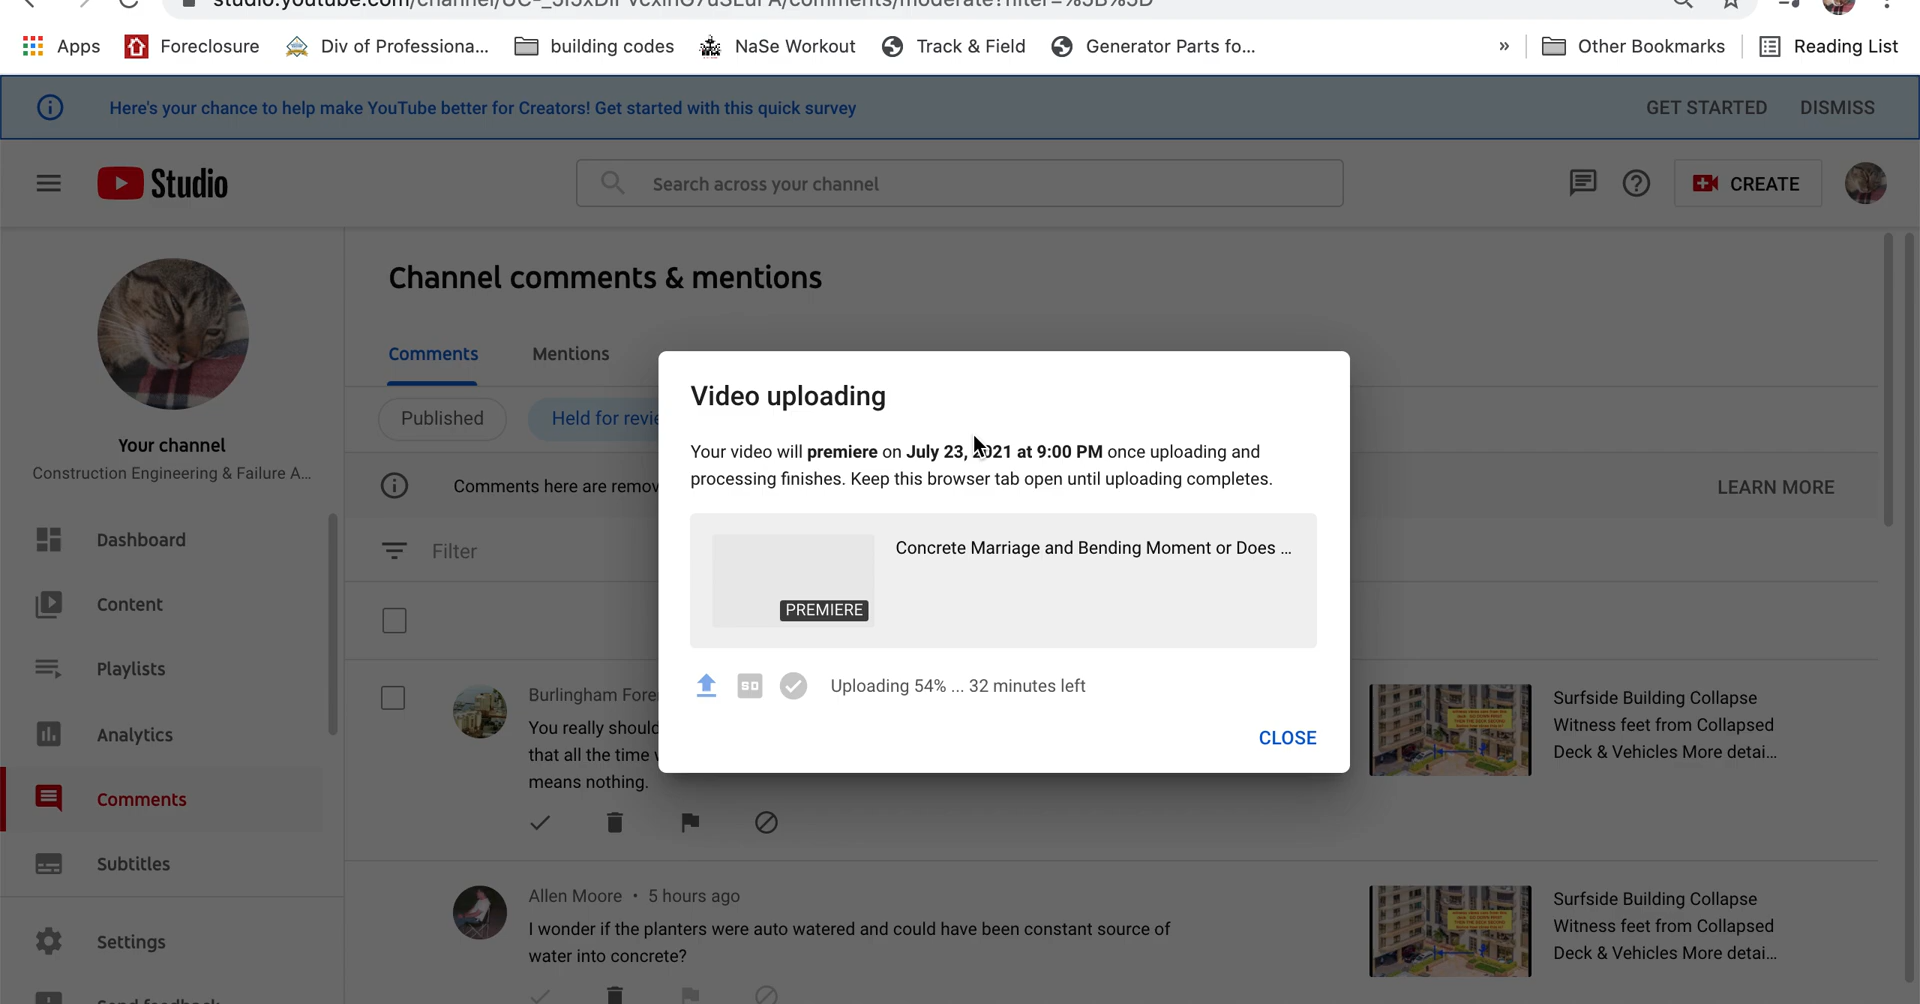 Apps
Foreclosure
Div of Professiona...
building codes
NaSe Workout
Track & Field
Generator Parts fo...
»
Other Bookmarks
Reading List
Here's your chance to help make YouTube better for Creators! Get started with this quick survey
GET STARTED
DISMISS
Studio
Search across your channel
CREATE
Your channel
Construction Engineering & Failure A...
Dashboard
Content
Playlists
Analytics
Comments
Subtitles
Settings
Channel comments & mentions
Comments
Mentions
Published
Held for revie
Comments here are remov
LEARN MORE
Filter
Video uploading
Your video will premiere on July 23, 2021 at 9:00 PM once uploading and
processing finishes. Keep this browser tab open until uploading completes.
PREMIERE
Concrete Marriage and Bending Moment or Does ...
SD
Uploading 54% ... 32 minutes left
CLOSE
Burlingham Fore
You really should
that all the time
means nothing.
Surfside Building Collapse
Witness feet from Collapsed
Deck & Vehicles More detai...
Allen Moore • 5 hours ago
I wonder if the planters were auto watered and could have been constant source of
water into concrete?
Surfside Building Collapse
Witness feet from Collapsed
Deck & Vehicles More detai...